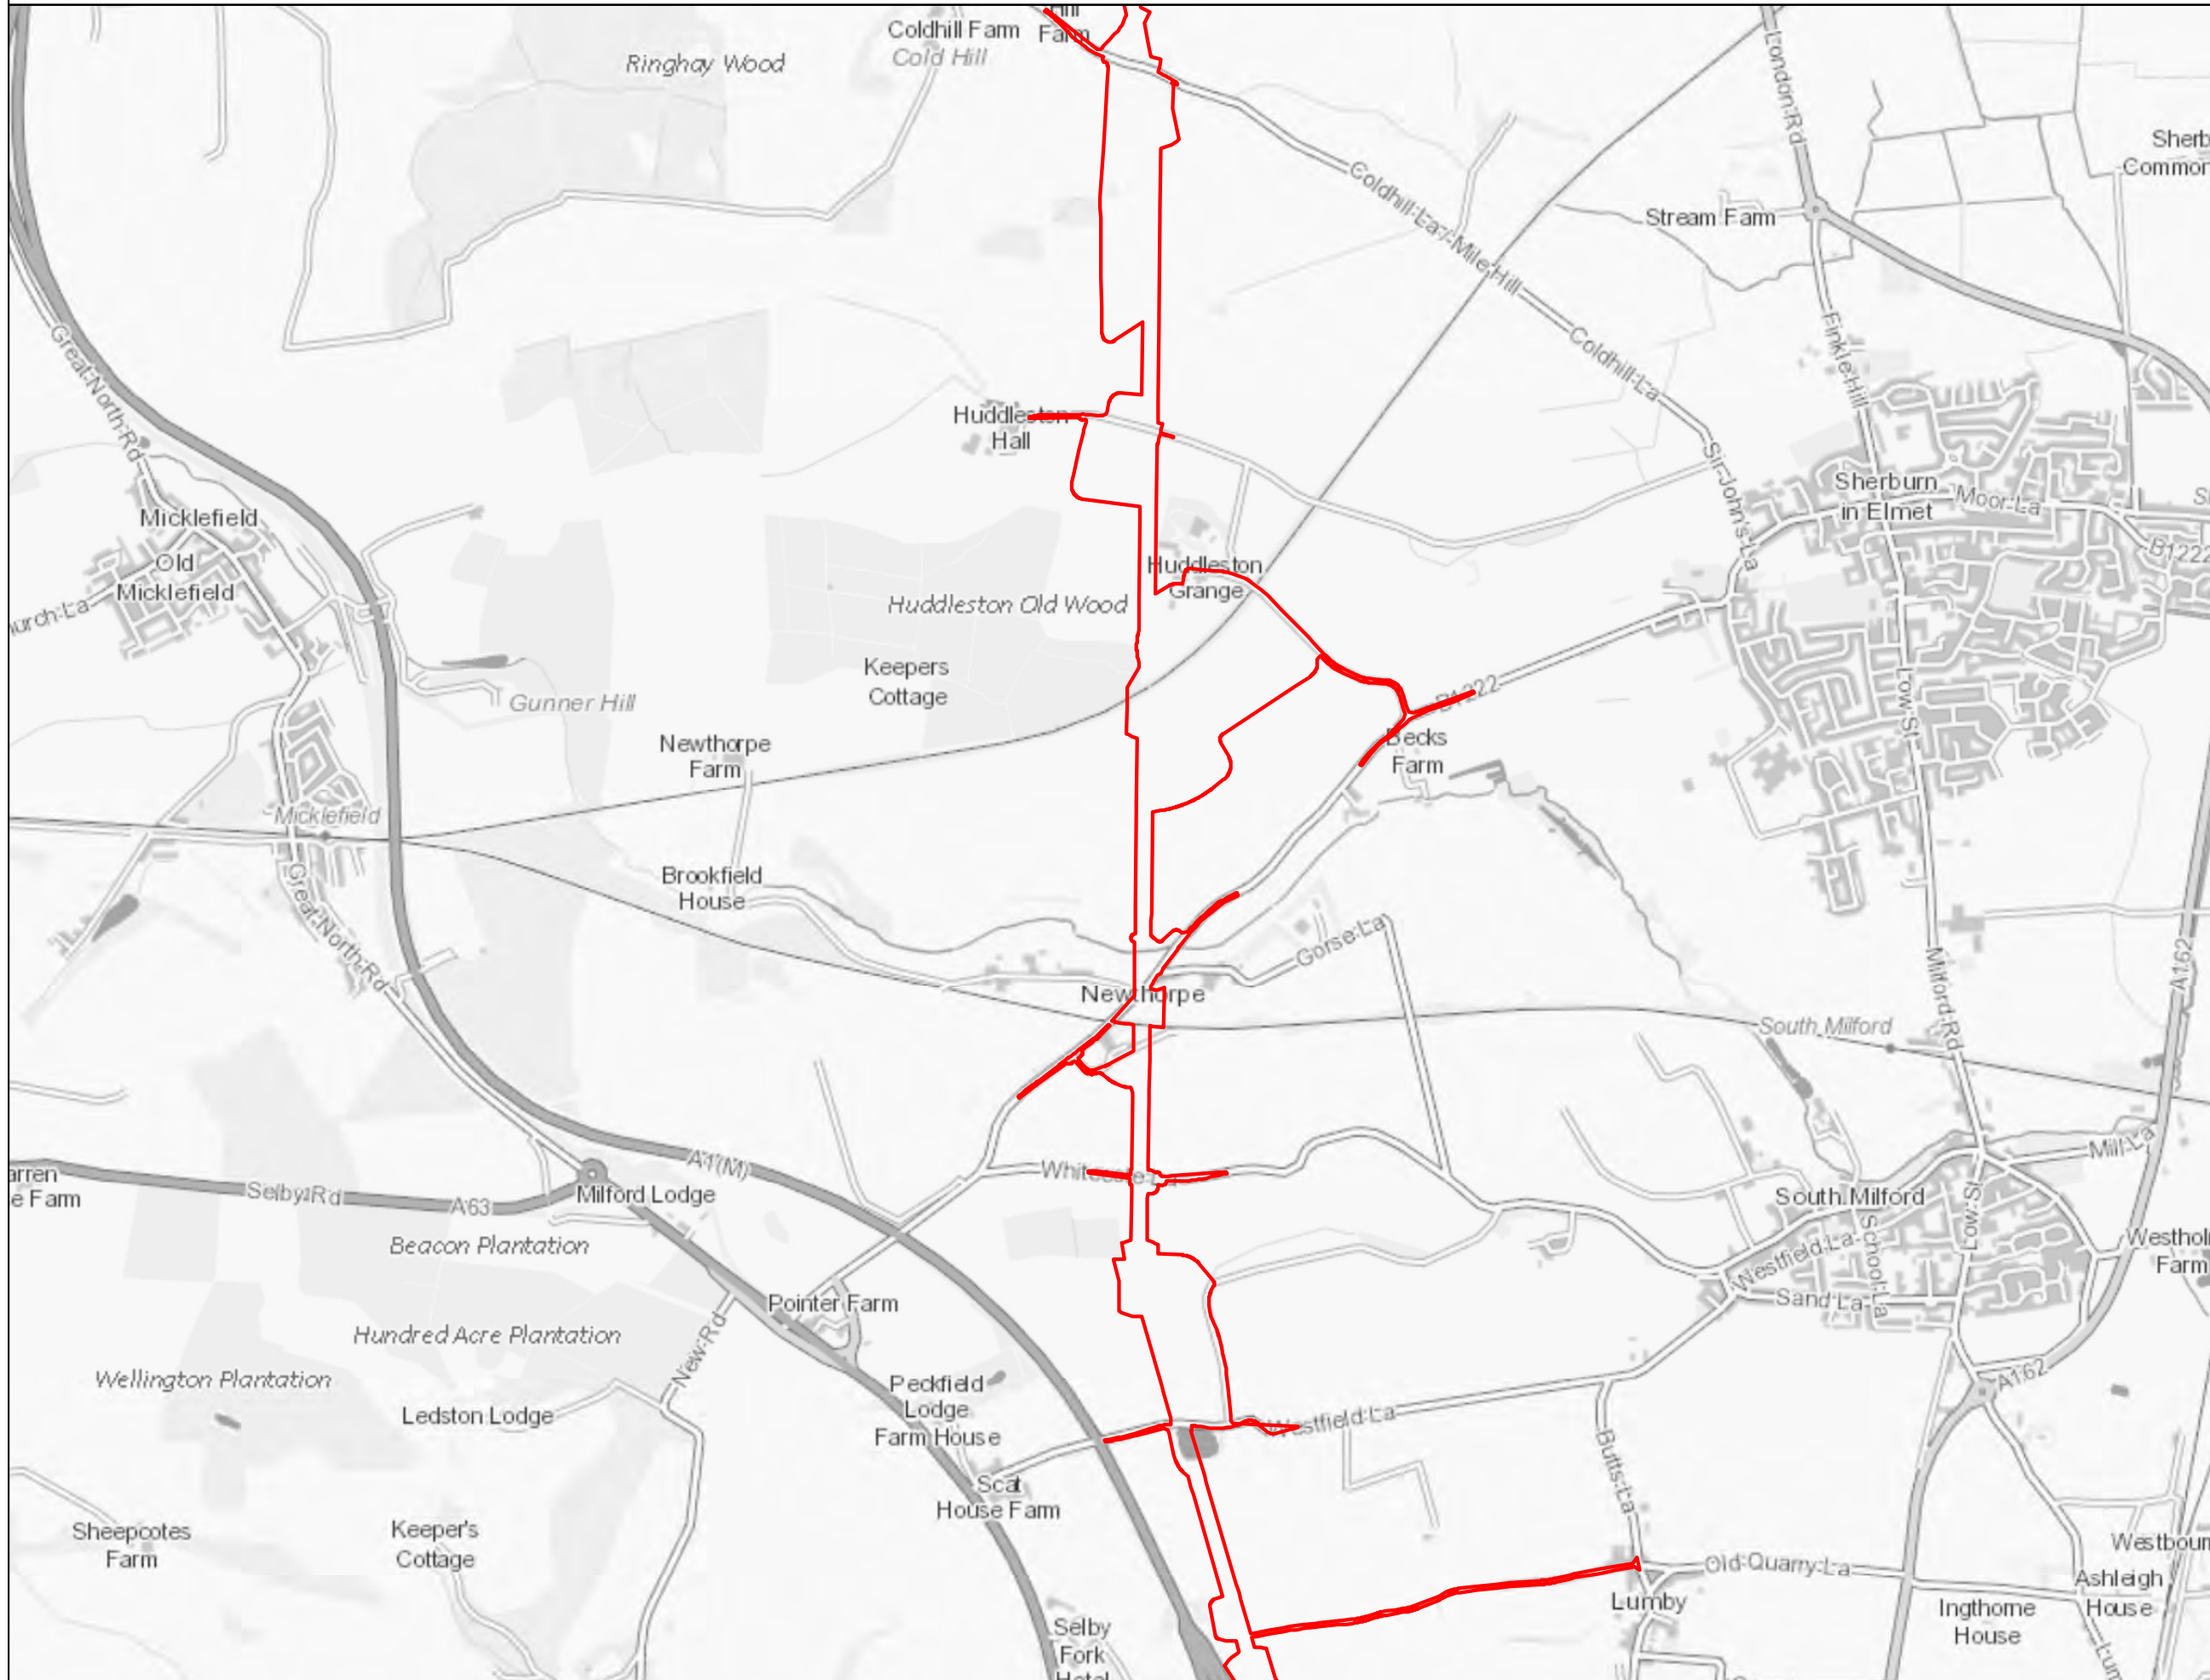 Hill
Farm
Coldhill Farm
Cold Hill
Ringhay Wood
London Rd
Stream Farm
Coldhill La / Mile Hill
Coldhill La
Finkle Hill
Great North Rd
Huddleston
Hall
Sir John's La
Sherburn
in Elmet
Moor La
B1222
Micklefield
Old
Micklefield
Huddleston
Grange
Huddleston Old Wood
Keepers
Cottage
Gunner Hill
B1222
Becks
Farm
Low St
Newthorpe
Farm
Micklefield
Brookfield
House
Great North Rd
Gorse La
Newthorpe
Milford Rd
A162
South Milford
A1(M)
Selby Rd
A63
Milford Lodge
Mill La
South Milford
Low St
School La
Westfield La
Sand La
Beacon Plantation
Pointer Farm
Hundred Acre Plantation
New Rd
Wellington Plantation
Ledston Lodge
Peckfield
Lodge
Farm House
Westfield La
A162
Butts La
Scat
House Farm
Sheepcotes
Farm
Keeper's
Cottage
Old Quarry La
Lumby
Ashleigh
House
Ingthorne
House
Selby
Fork
Hotel